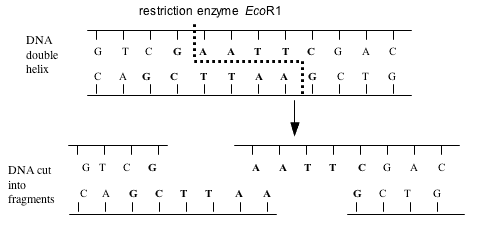 restriction enzyme EcoR1
DNA
double
helix
G T C G A A T T C G A C
C A G C T T A A G C T G
DNA cut
into
fragments
G T C G A A T T C G A C
C A G C T T A A G C T G